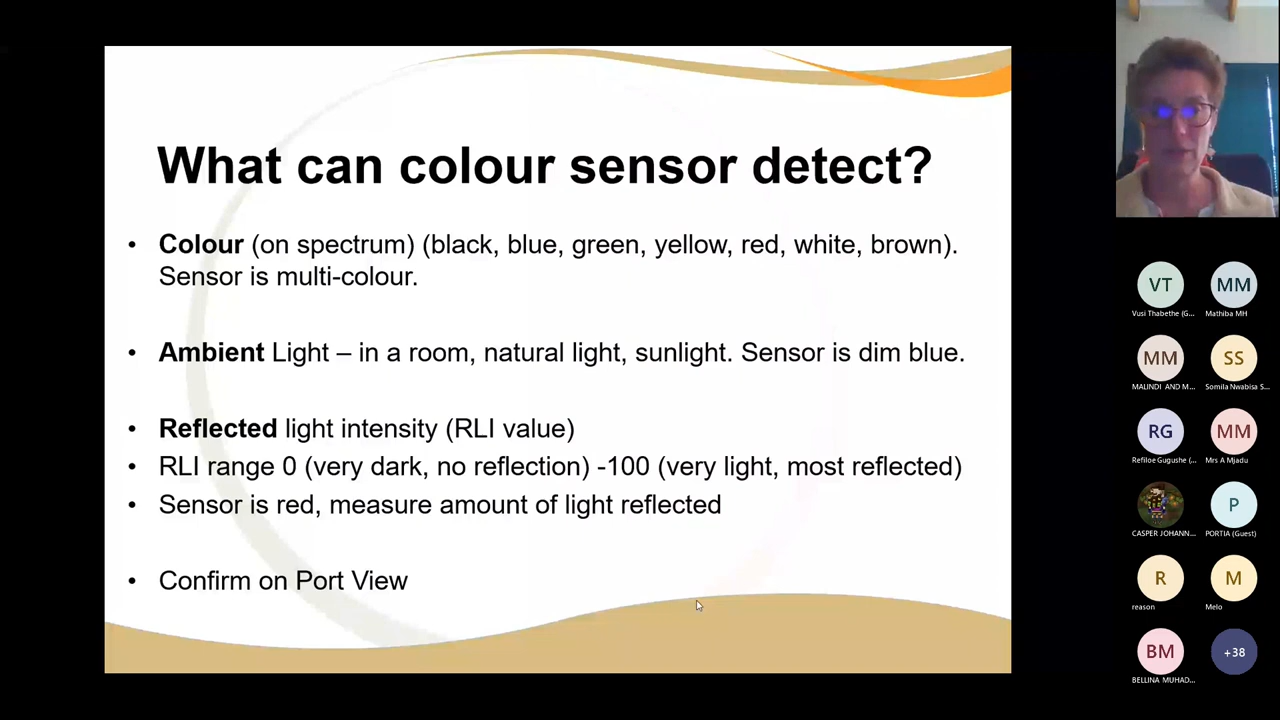 What can colour sensor detect?
• Colour (on spectrum) (black, blue, green, yellow, red, white, brown).
Sensor is multi-colour.
• Ambient Light – in a room, natural light, sunlight. Sensor is dim blue.
• Reflected light intensity (RLI value)
• RLI range 0 (very dark, no reflection) -100 (very light, most reflected)
• Sensor is red, measure amount of light reflected
• Confirm on Port View
VT
MM
Vusi Thabethe (G...
Mathiba MH
MM
SS
MALINDI AND M...
Somila Nwabisa S...
RG
MM
Refiloe Gugushe (...
Mrs A Mjadu
P
CASPER JOHANN...
PORTIA (Guest)
R
M
reason
Melo
BM
+38
BELLINA MUHAD...